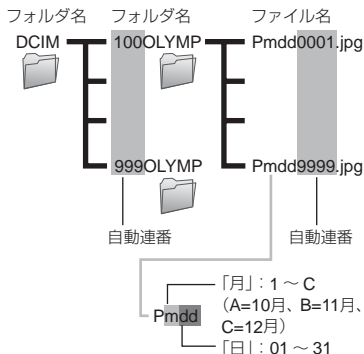 フォルダ名 フォルダ名 ファイル名
DCIM 100OLYMP Pmdd0001.jpg
999OLYMP Pmdd9999.jpg
自動連番 自動連番
「月」：1 ～ C
（A=10月、B=11月、
C=12月）
Pmdd
「日」：01 ～ 31